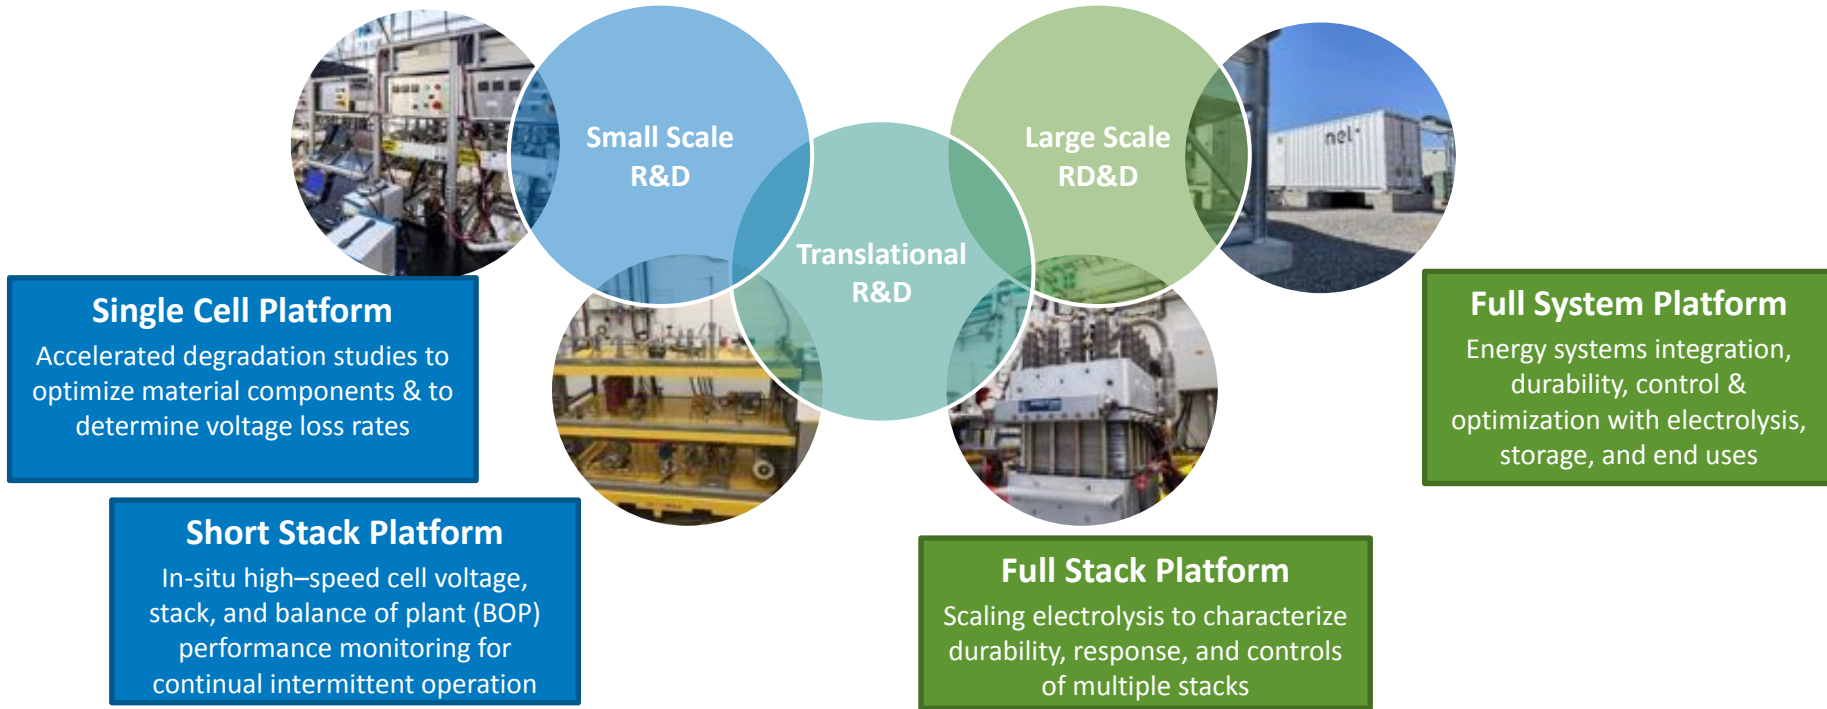 Small Scale
R&D
Large Scale
RD&D
Translational
R&D
nel
Single Cell Platform
Accelerated degradation studies to
optimize material components & to
determine voltage loss rates
Full System Platform
Energy systems integration,
durability, control &
optimization with electrolysis,
storage, and end uses
Short Stack Platform
In-situ high–speed cell voltage,
stack, and balance of plant (BOP)
performance monitoring for
continual intermittent operation
Full Stack Platform
Scaling electrolysis to characterize
durability, response, and controls
of multiple stacks